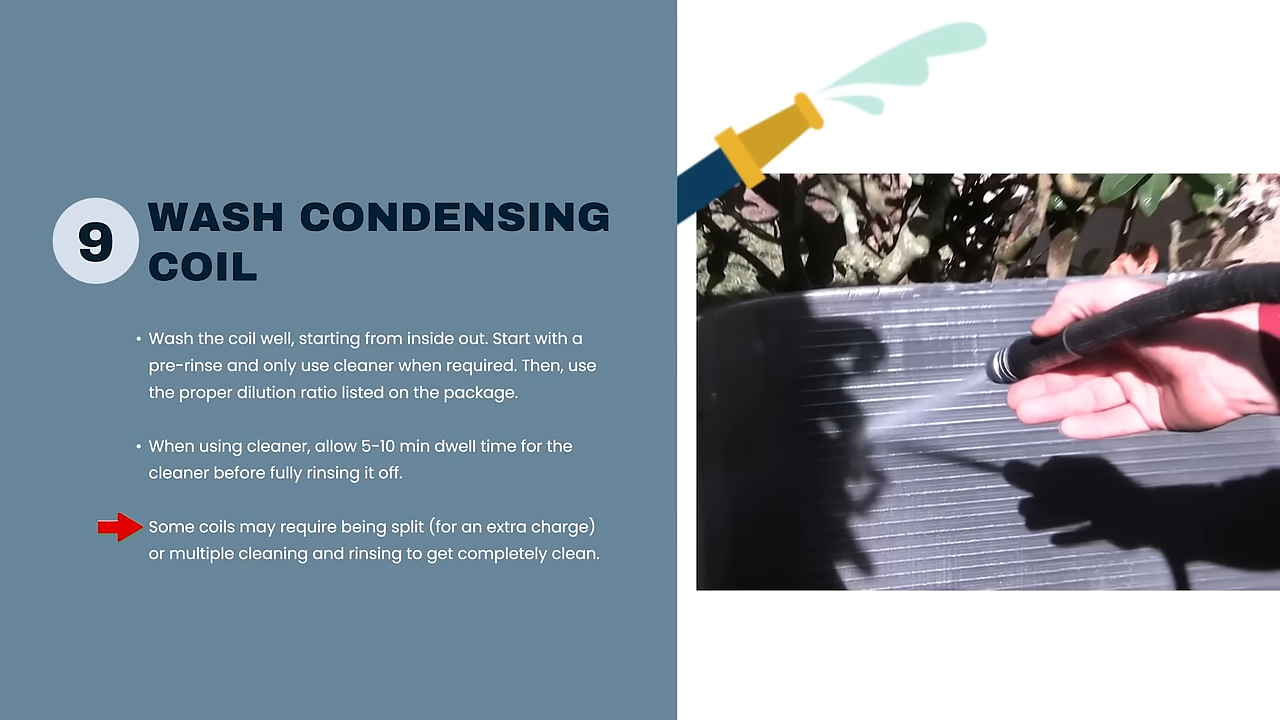 9
WASH CONDENSING
COIL
• Wash the coil well, starting from inside out. Start with a
pre-rinse and only use cleaner when required. Then, use
the proper dilution ratio listed on the package.
• When using cleaner, allow 5-10 min dwell time for the
cleaner before fully rinsing it off.
Some coils may require being split (for an extra charge)
or multiple cleaning and rinsing to get completely clean.